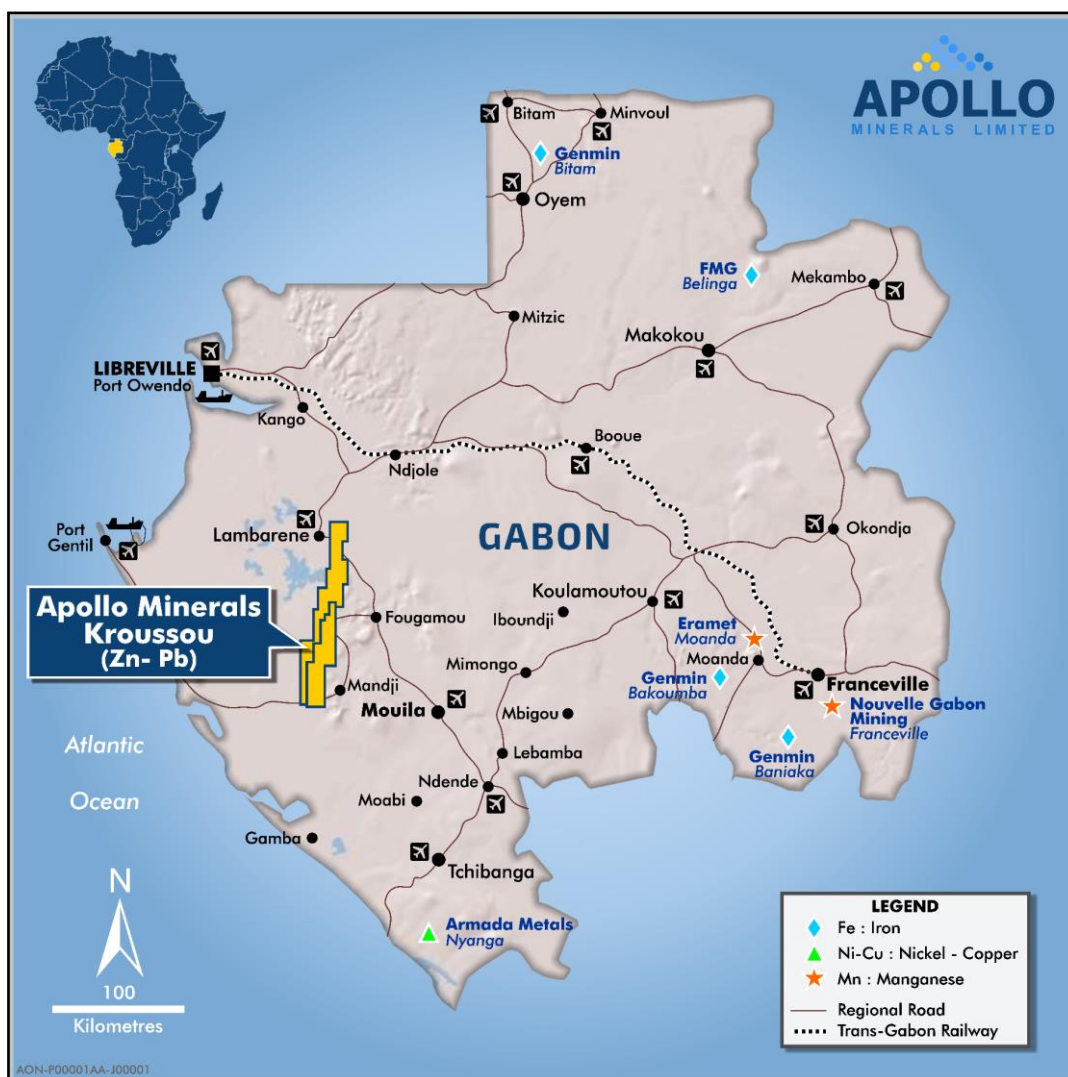 APOLLO
MINERALS LIMITED
Bitam
Minvoul
Genmin
Bitam
Oyem
FMG
Belinga
Mekambo
Mitzic
Makokou
LIBREVILLE
Port Owendo
Kango
Booue
Ndjole
Port
Gentil
Lambarene
GABON
Okondja
Apollo Minerals
Kroussou
(Zn- Pb)
Koulamoutou
Iboundji
Fougamou
Eramet
Moanda
Moanda
Mimongo
Genmin
Bakoumba
Franceville
Mandji
Mouila
Mbigou
Nouvelle Gabon
Mining
Franceville
Genmin
Baniaka
Atlantic
Ocean
Lebamba
Ndende
Moabi
Gamba
Tchibanga
Armada Metals
Nyanga
N
100
Kilometres
LEGEND
Fe : Iron
Ni-Cu : Nickel - Copper
Mn : Manganese
Regional Road
Trans-Gabon Railway
AON-P00001AA-J00001